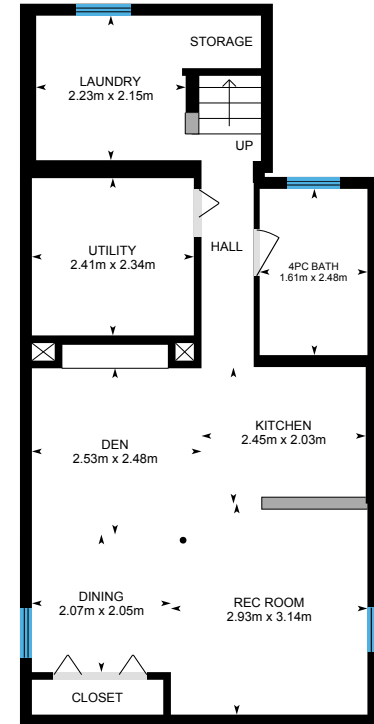 STORAGE
LAUNDRY
2.23m x 2.15m
UP
UTILITY
2.41m x 2.34m
HALL
4PC BATH
1.61m x 2.48m
KITCHEN
2.45m x 2.03m
DEN
2.53m x 2.48m
DINING
2.07m x 2.05m
REC ROOM
2.93m x 3.14m
CLOSET